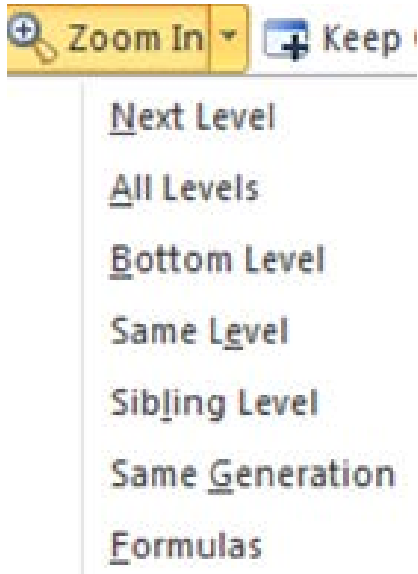 Zoom In Keep
Next Level
All Levels
Bottom Level
Same Level
Sibling Level
Same Generation
Formulas